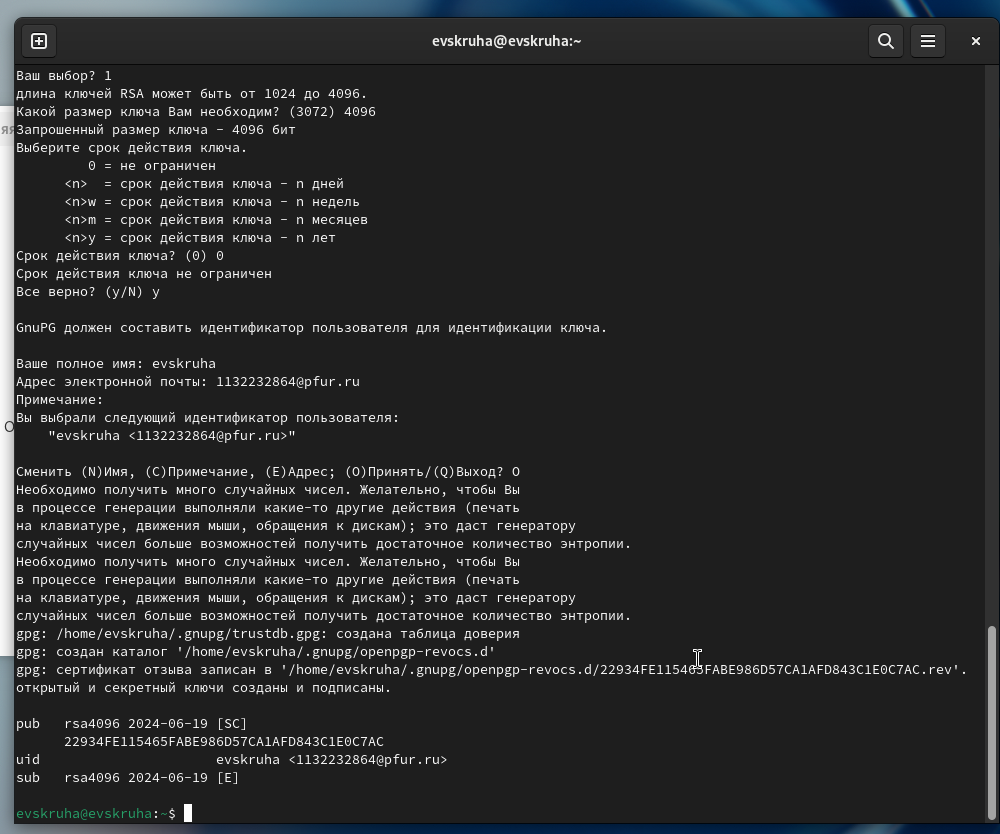 evskruha@evskruha:~
Ваш выбор? 1
длина ключей RSA может быть от 1024 до 4096.
Какой размер ключа Вам необходим? (3072) 4096
Запрошенный размер ключа - 4096 бит
Выберите срок действия ключа.
         0 = не ограничен
      <n>  = срок действия ключа - n дней
      <n>w = срок действия ключа - n недель
      <n>m = срок действия ключа - n месяцев
      <n>y = срок действия ключа - n лет
Срок действия ключа? (0) 0
Срок действия ключа не ограничен
Все верно? (y/N) y
GnuPG должен составить идентификатор пользователя для идентификации ключа.
Ваше полное имя: evskruha
Адрес электронной почты: 1132232864@pfur.ru
Примечание:
Вы выбрали следующий идентификатор пользователя:
    "evskruha <1132232864@pfur.ru>"
Сменить (N)Имя, (C)Примечание, (E)Адрес; (O)Принять/(Q)Выход? O
Необходимо получить много случайных чисел. Желательно, чтобы Вы
в процессе генерации выполняли какие-то другие действия (печать
на клавиатуре, движения мыши, обращения к дискам); это даст генератору
случайных чисел больше возможностей получить достаточное количество энтропии.
Необходимо получить много случайных чисел. Желательно, чтобы Вы
в процессе генерации выполняли какие-то другие действия (печать
на клавиатуре, движения мыши, обращения к дискам); это даст генератору
случайных чисел больше возможностей получить достаточное количество энтропии.
gpg: /home/evskruha/.gnupg/trustdb.gpg: создана таблица доверия
gpg: создан каталог '/home/evskruha/.gnupg/openpgp-revocs.d'
gpg: сертификат отзыва записан в '/home/evskruha/.gnupg/openpgp-revocs.d/22934FE115465FABE986D57CA1AFD843C1E0C7AC.rev'.
открытый и секретный ключи созданы и подписаны.
pub   rsa4096 2024-06-19 [SC]
      22934FE115465FABE986D57CA1AFD843C1E0C7AC
uid                      evskruha <1132232864@pfur.ru>
sub   rsa4096 2024-06-19 [E]
evskruha@evskruha:~$